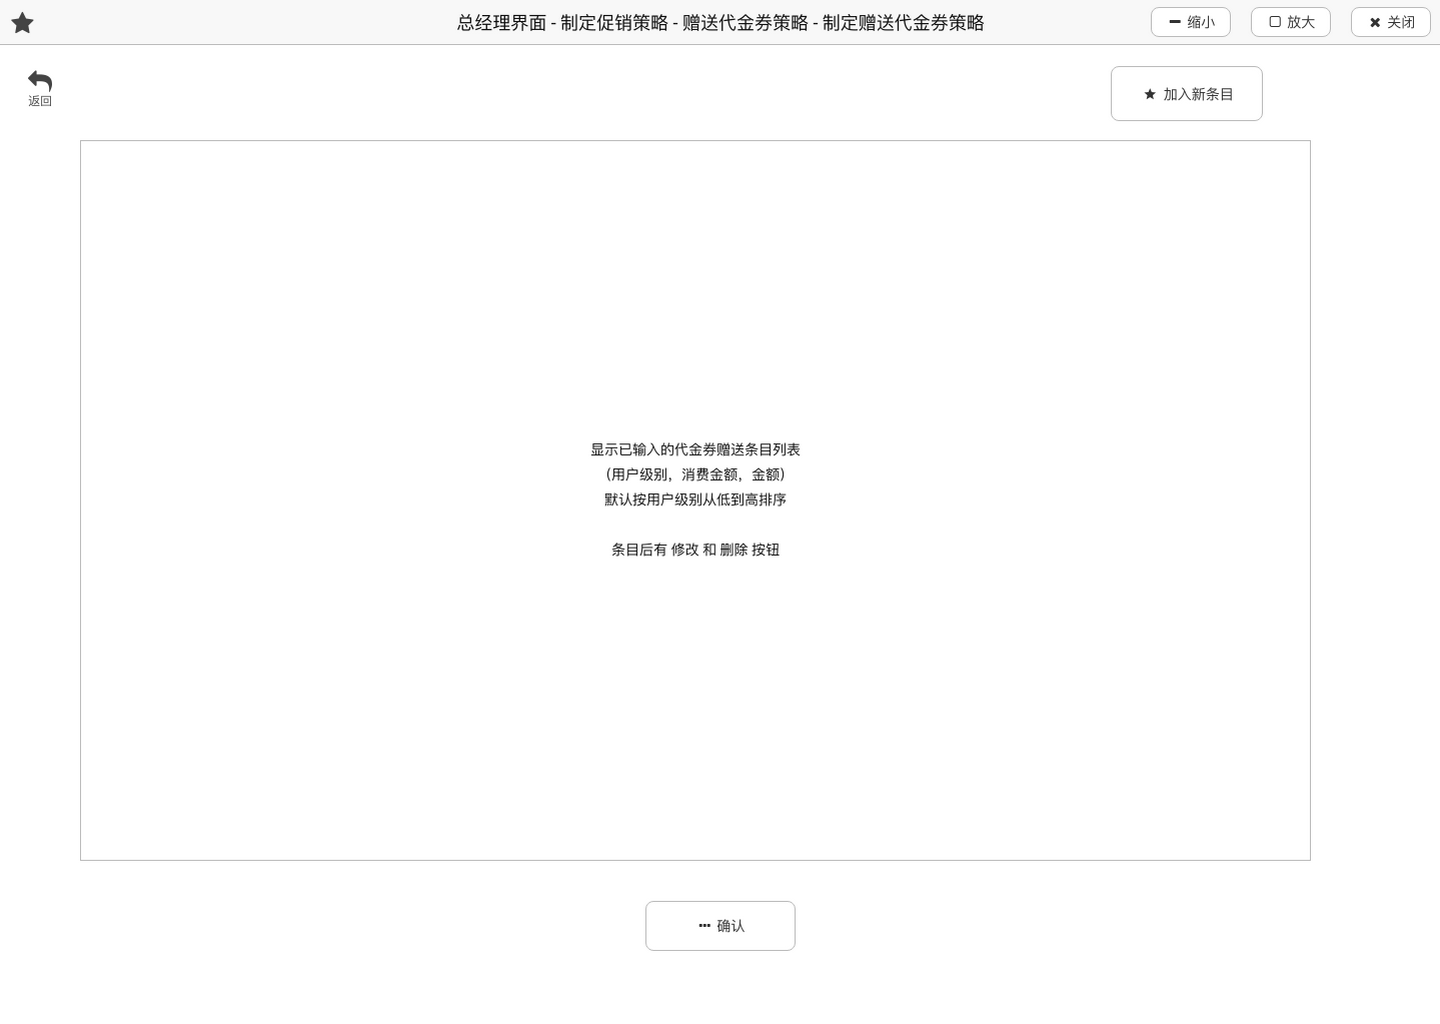 总经理界面 - 制定促销策略 - 赠送代金券策略 - 制定赠送代金券策略
缩小
放大
关闭
返回
加入新条目
显示已输入的代金券赠送条目列表
（用户级别，消费金额，金额）
默认按用户级别从低到高排序
条目后有 修改 和 删除 按钮
确认